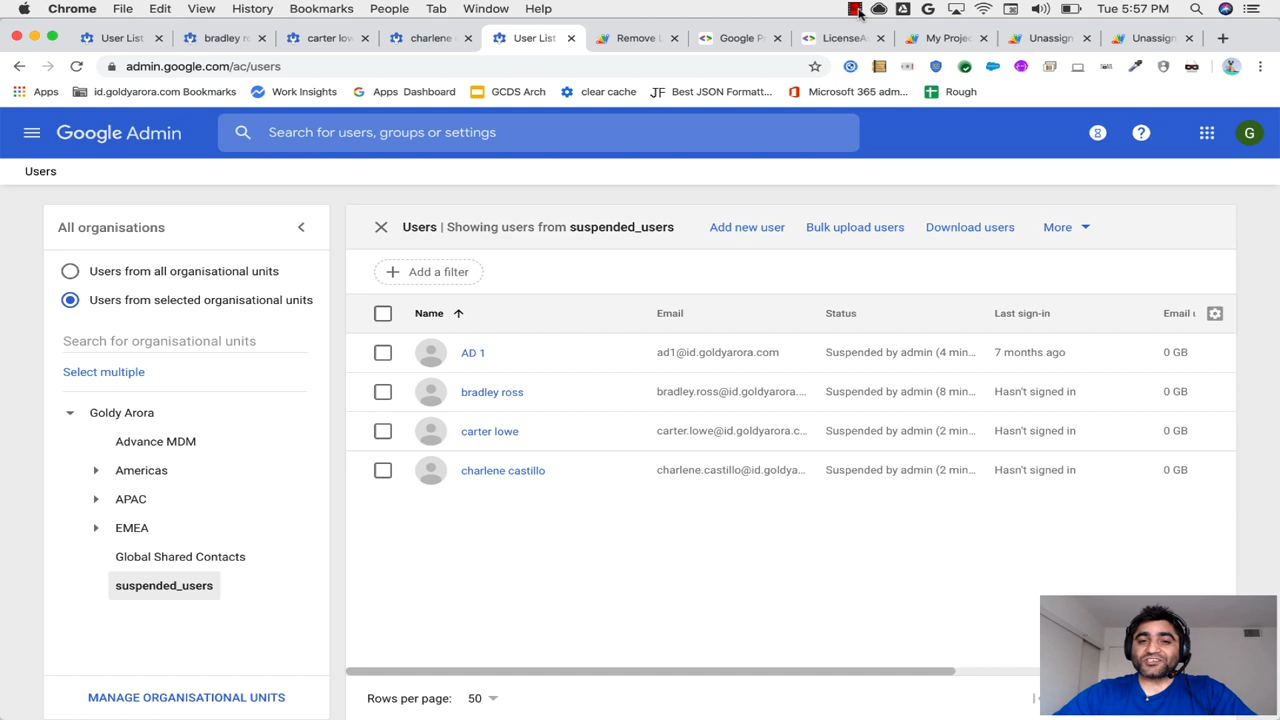 Chrome File Edit View History Bookmarks People Tab Window Help Tue 5:57 PM
User List bradley ro carter low charlene c User List Remove L Google Pr LicenseA My Projec Unassign Unassign
admin.google.com/ac/users
Apps id.goldyarora.com Bookmarks Work Insights Apps Dashboard GCDS Arch clear cache Best JSON Formatt... Microsoft 365 adm... Rough
Google Admin Search for users, groups or settings G
Users
All organisations
Users from all organisational units
Users from selected organisational units
Search for organisational units
Select multiple
Goldy Arora
Advance MDM
Americas
APAC
EMEA
Global Shared Contacts
suspended_users
MANAGE ORGANISATIONAL UNITS
Users | Showing users from suspended_users Add new user Bulk upload users Download users More
Add a filter
Name Email Status Last sign-in Email u
AD 1 ad1@id.goldyarora.com Suspended by admin (4 min... 7 months ago 0 GB
bradley ross bradley.ross@id.goldyarora.... Suspended by admin (8 min... Hasn't signed in 0 GB
carter lowe carter.lowe@id.goldyarora.c... Suspended by admin (2 min... Hasn't signed in 0 GB
charlene castillo charlene.castillo@id.goldya... Suspended by admin (2 min... Hasn't signed in 0 GB
Rows per page: 50